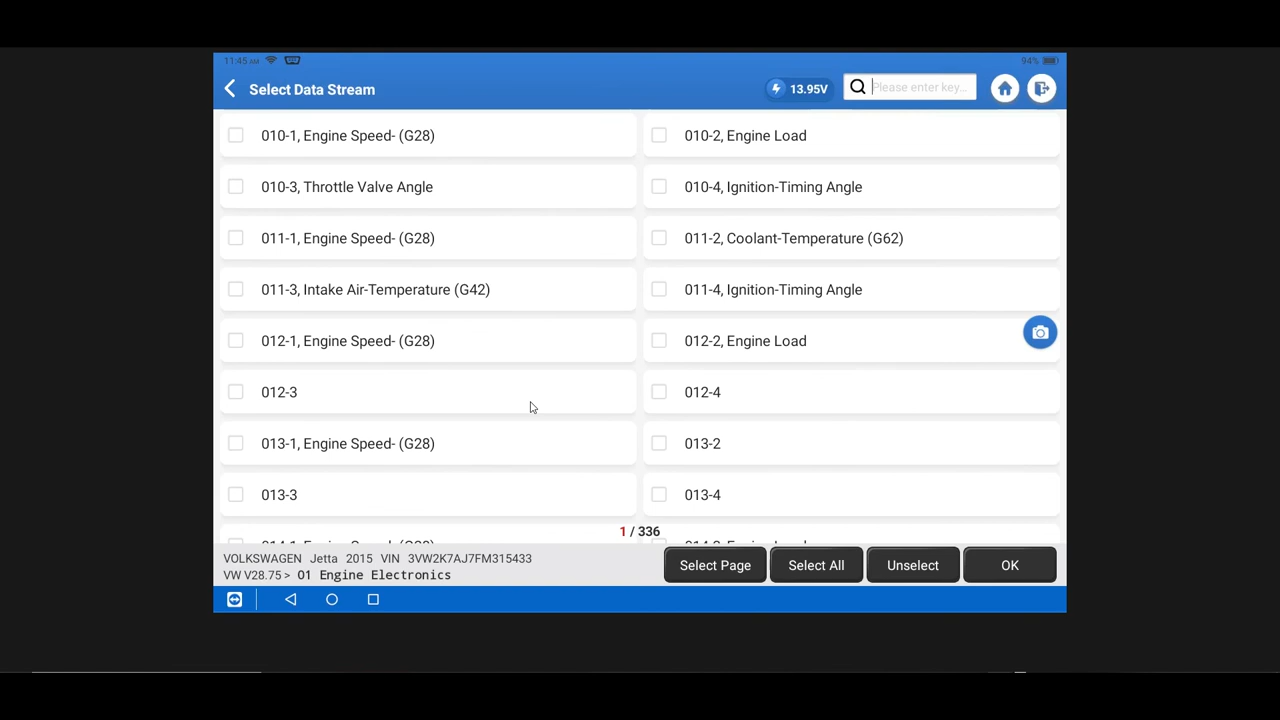 11:45 AM
94%
Select Data Stream
13.95V
Please enter key...
010-1, Engine Speed- (G28)
010-2, Engine Load
010-3, Throttle Valve Angle
010-4, Ignition-Timing Angle
011-1, Engine Speed- (G28)
011-2, Coolant-Temperature (G62)
011-3, Intake Air-Temperature (G42)
011-4, Ignition-Timing Angle
012-1, Engine Speed- (G28)
012-2, Engine Load
012-3
012-4
013-1, Engine Speed- (G28)
013-2
013-3
013-4
1 / 336
VOLKSWAGEN Jetta 2015 VIN 3VW2K7AJ7FM315433
VW V28.75 > 01 Engine Electronics
Select Page
Select All
Unselect
OK